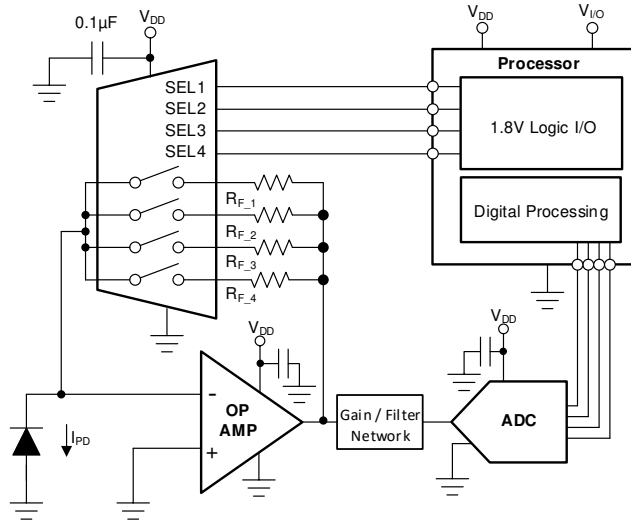 0.1µF
VDD
VDD
VI/O
Processor
SEL1
SEL2
SEL3
SEL4
1.8V Logic I/O
RF_1
RF_2
RF_3
RF_4
Digital Processing
VDD
VDD
-
+
OP
AMP
Gain / Filter
Network
ADC
IPD